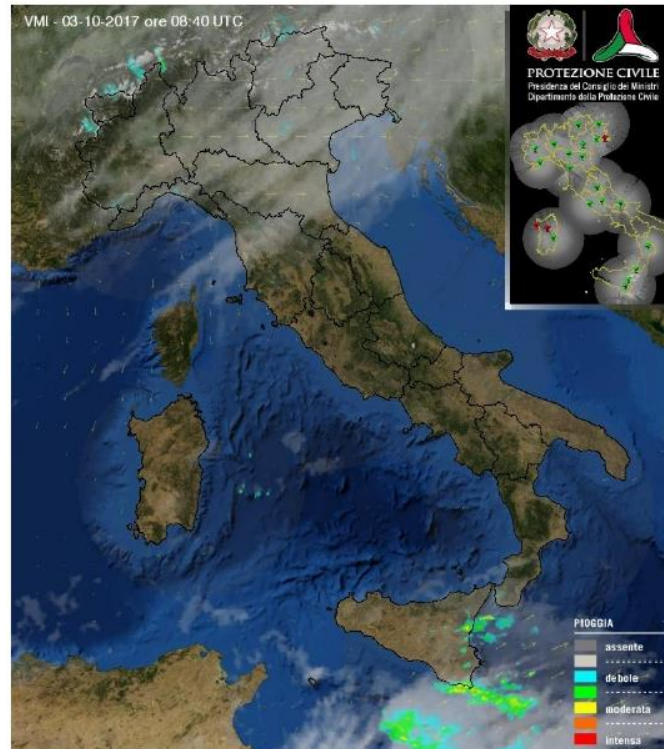 VMI - 03-10-2017 ore 08:40 UTC
PROTEZIONE CIVILE
Presidenza del Consiglio dei Ministri
Dipartimento della Protezione Civile
PIOGGIA
assente
debole
moderata
intensa